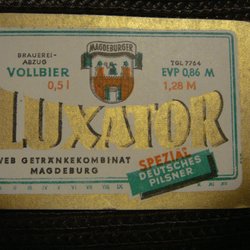 MAGDEBURGER
BRAUEREI-
ABZUG
VOLLBIER
0,5 l
TGL 7764
EVP 0,86 M
1,28 M
LUXATOR
VEB GETRÄNKEKOMBINAT
MAGDEBURG
SPEZIAL
DEUTSCHES
PILSNER